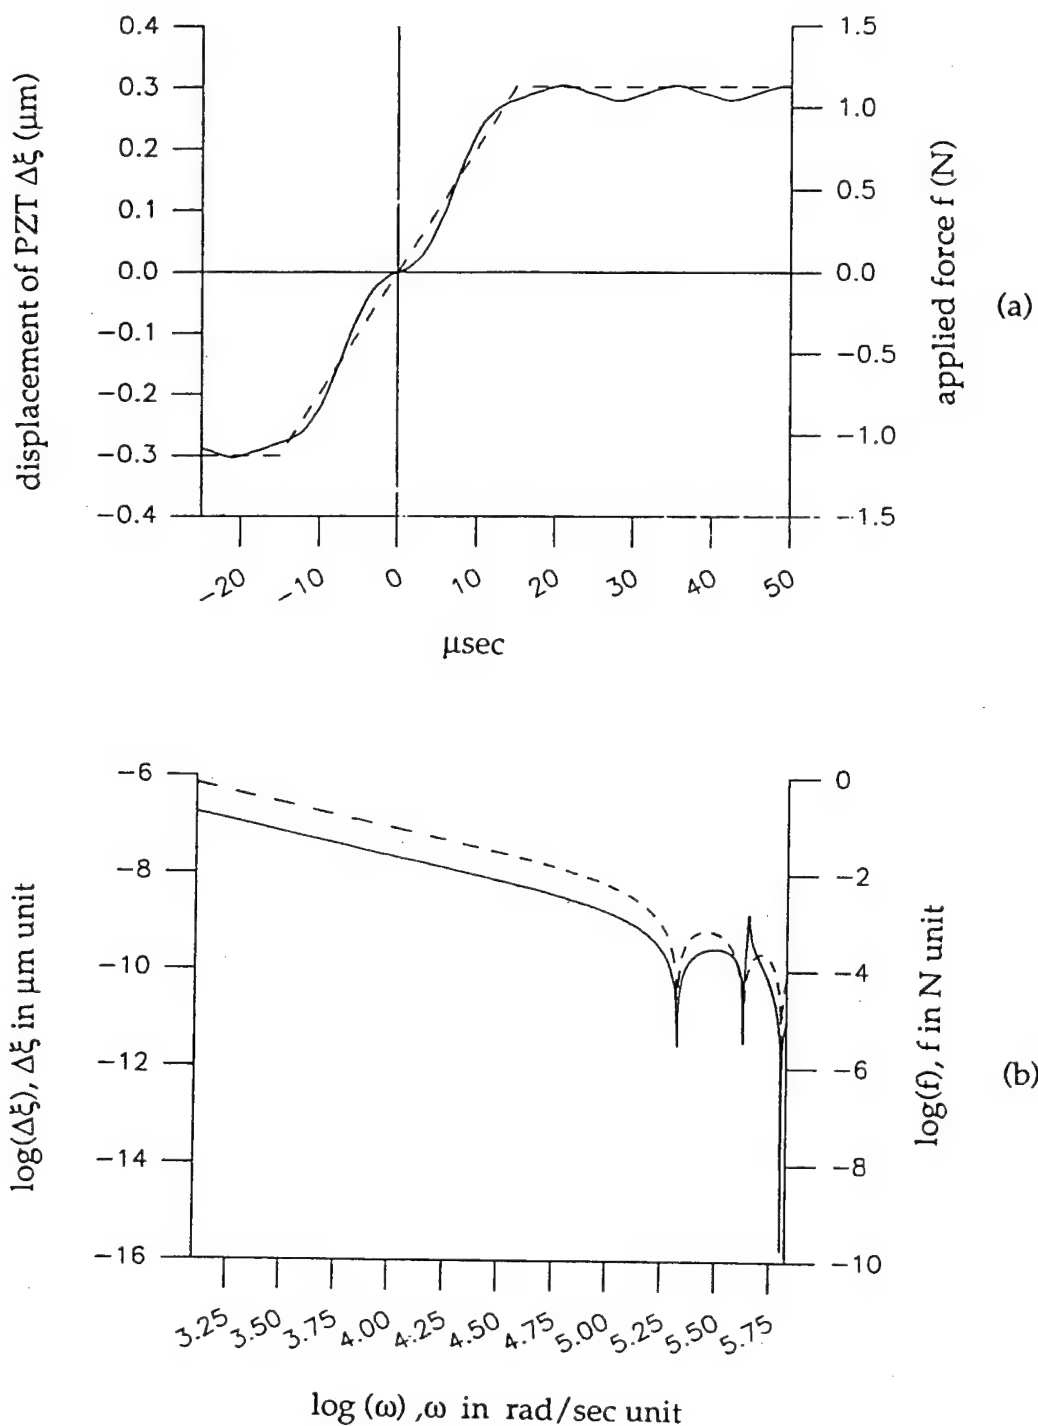 0.4
0.3
0.2
0.1
0.0
−0.1
−0.2
−0.3
−0.4
displacement of PZT Δξ (μm)
1.5
1.0
0.5
0.0
−0.5
−1.0
−1.5
applied force f (N)
(a)
−20 −10 0 10 20 30 40 50
μsec
−6
−8
−10
−12
−14
−16
log(Δξ), Δξ in μm unit
0
−2
−4
−6
−8
−10
log(f), f in N unit
(b)
3.25 3.50 3.75 4.00 4.25 4.50 4.75 5.00 5.25 5.50 5.75
log (ω) ,ω in rad/sec unit